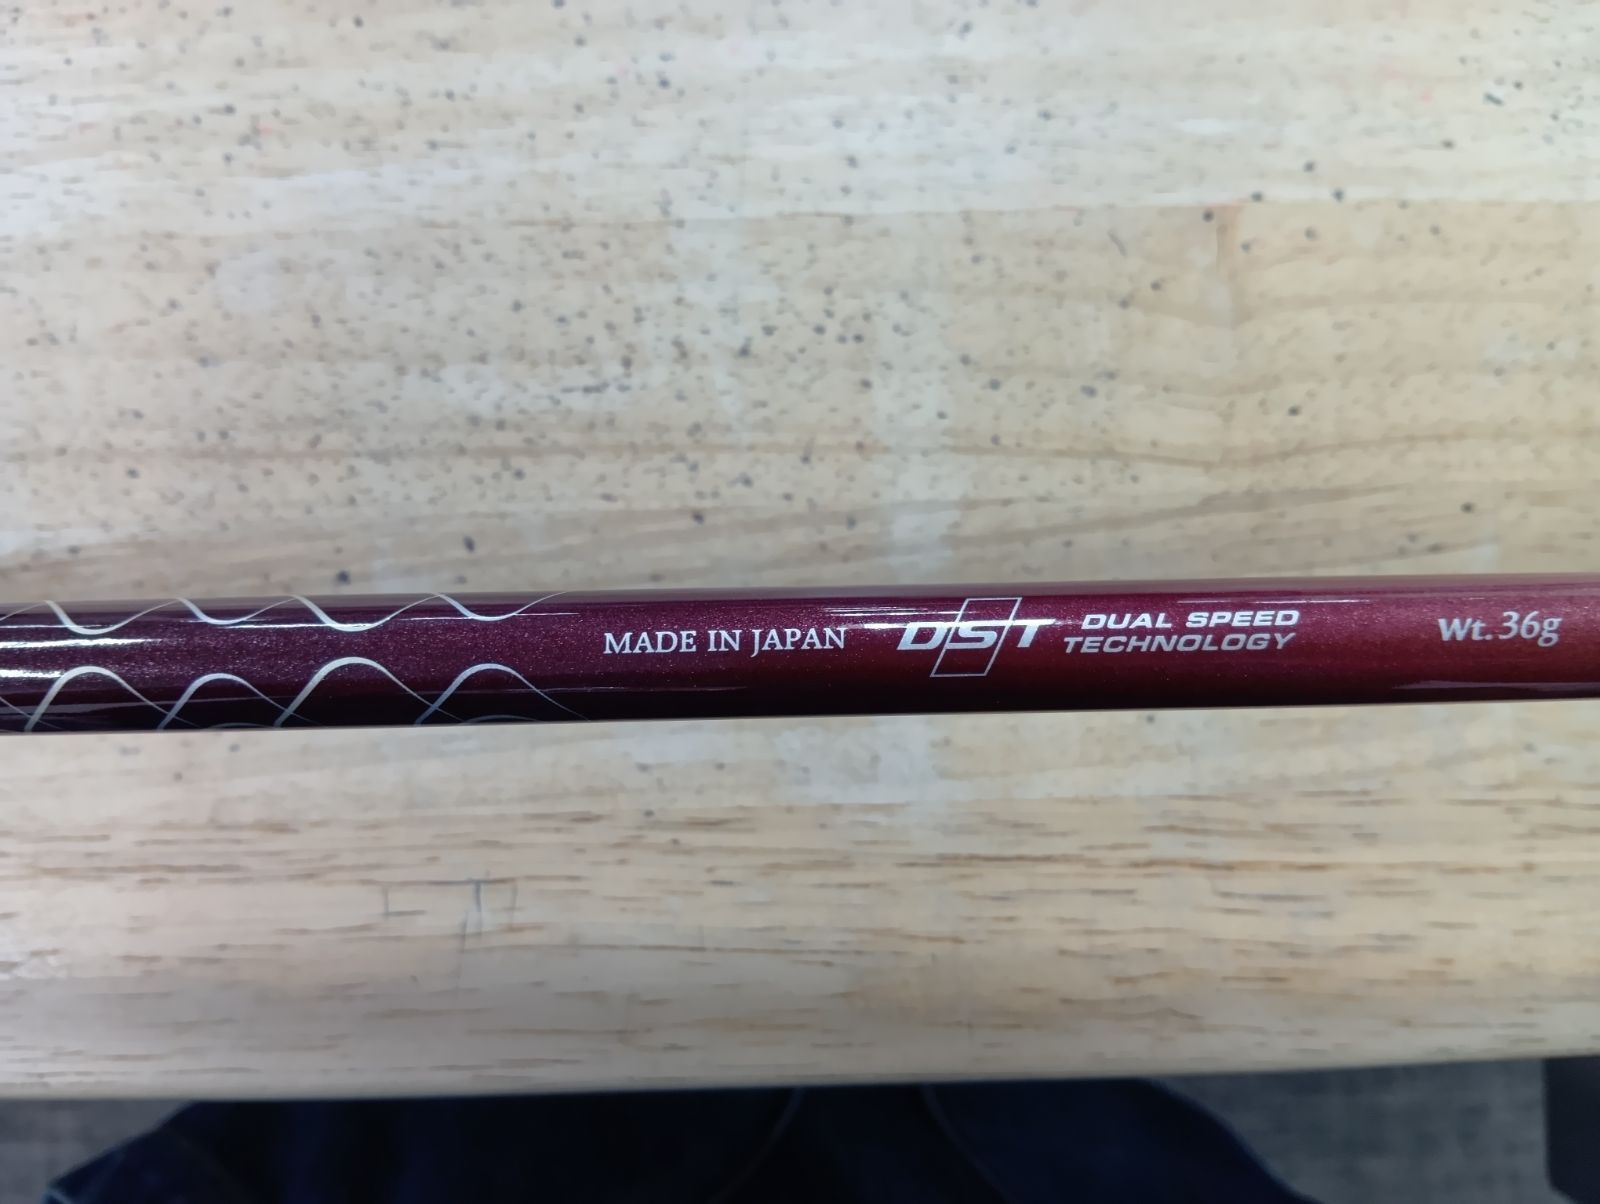 MADE IN JAPAN
DST
DUAL SPEED
TECHNOLOGY
Wt. 36g